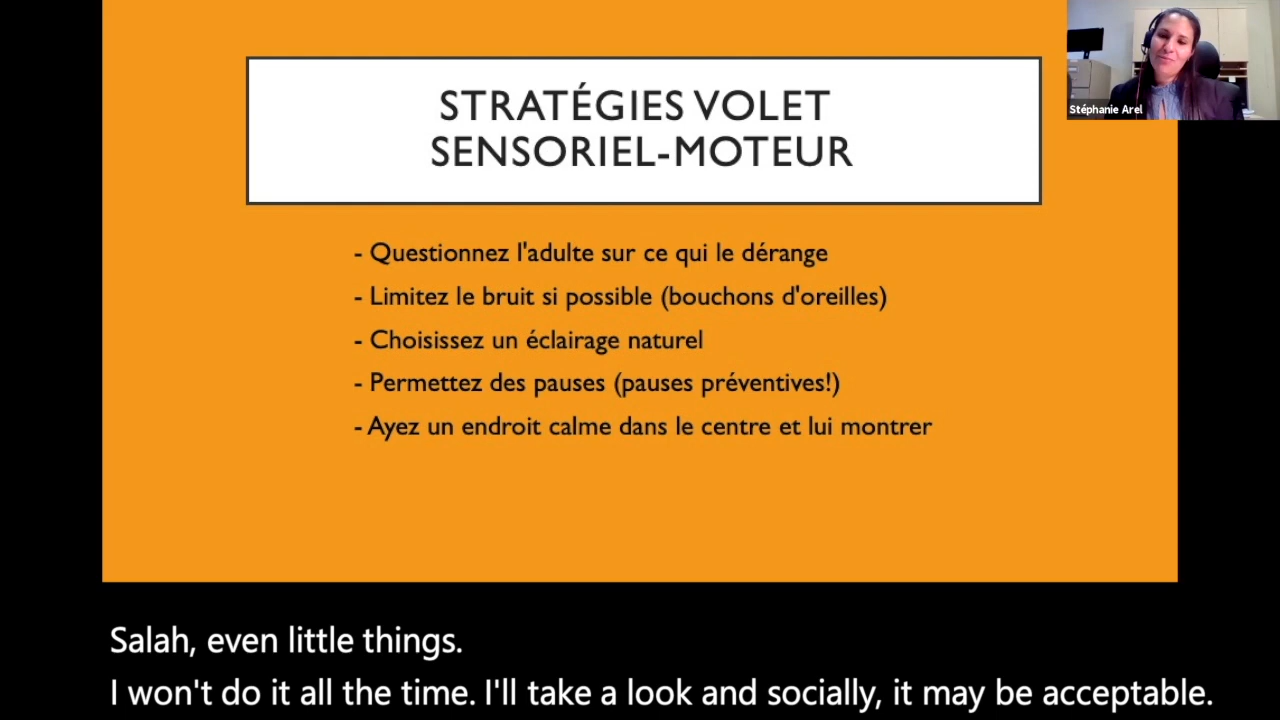 STRATÉGIES VOLET
SENSORIEL-MOTEUR
- Questionnez l'adulte sur ce qui le dérange
- Limitez le bruit si possible (bouchons d'oreilles)
- Choisissez un éclairage naturel
- Permettez des pauses (pauses préventives!)
- Ayez un endroit calme dans le centre et lui montrer
Stéphanie Arel
Salah, even little things.
I won't do it all the time. I'll take a look and socially, it may be acceptable.